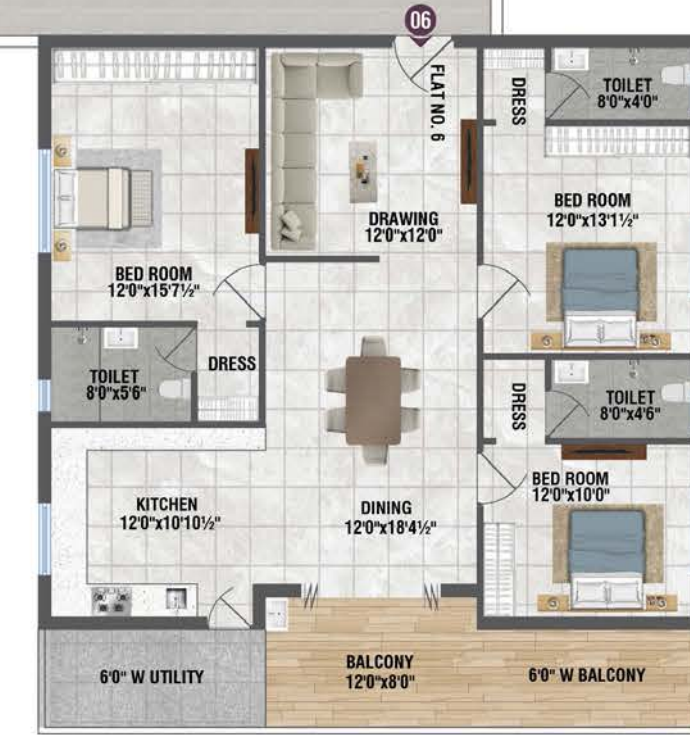 06
FLAT NO. 6
DRESS
TOILET
8'0"x4'0"
BED ROOM
12'0"x13'1½"
DRAWING
12'0"x12'0"
BED ROOM
12'0"x15'7½"
TOILET
8'0"x5'6"
DRESS
DRESS
TOILET
8'0"x4'6"
BED ROOM
12'0"x10'0"
KITCHEN
12'0"x10'10½"
DINING
12'0"x18'4½"
6'0" W UTILITY
BALCONY
12'0"x8'0"
6'0" W BALCONY